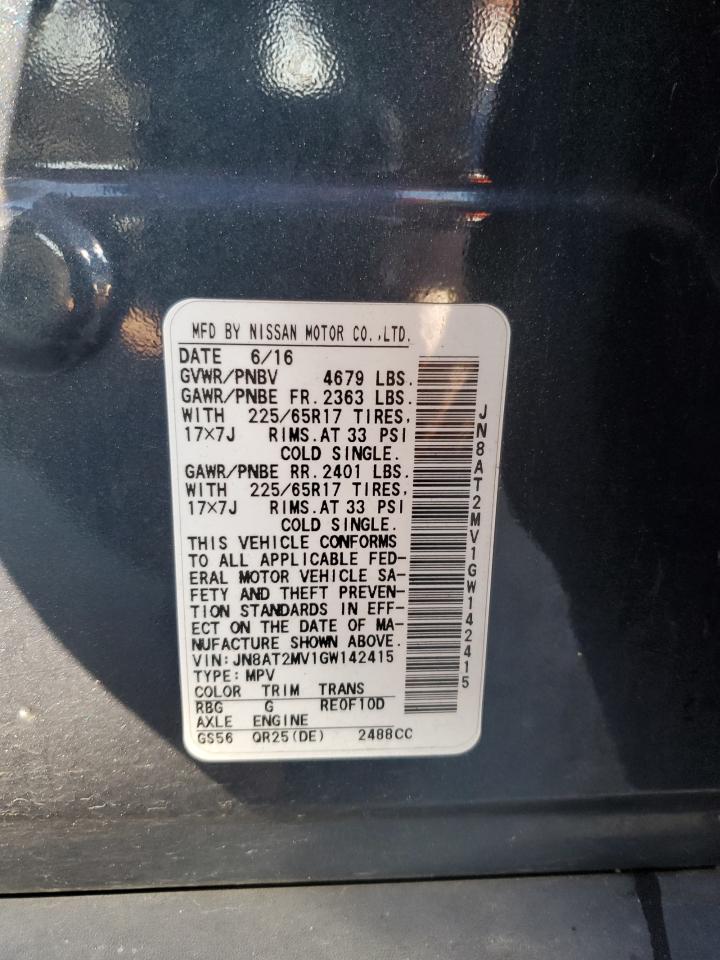 MFD BY NISSAN MOTOR CO.,LTD.
DATE 6/16
GVWR/PNBV 4679 LBS.
GAWR/PNBE FR. 2363 LBS.
WITH 225/65R17 TIRES,
17×7J RIMS.AT 33 PSI
COLD SINGLE.
GAWR/PNBE RR. 2401 LBS.
WITH 225/65R17 TIRES,
17×7J RIMS.AT 33 PSI
COLD SINGLE.
THIS VEHICLE CONFORMS
TO ALL APPLICABLE FED-
ERAL MOTOR VEHICLE SA-
FETY AND THEFT PREVEN-
TION STANDARDS IN EFF-
ECT ON THE DATE OF MA-
NUFACTURE SHOWN ABOVE.
VIN:JN8AT2MV1GW142415
TYPE:MPV
COLOR TRIM TRANS
RBG G RE0F10D
AXLE ENGINE
GS56 QR25(DE) 2488CC
JN8AT2MV1GW142415